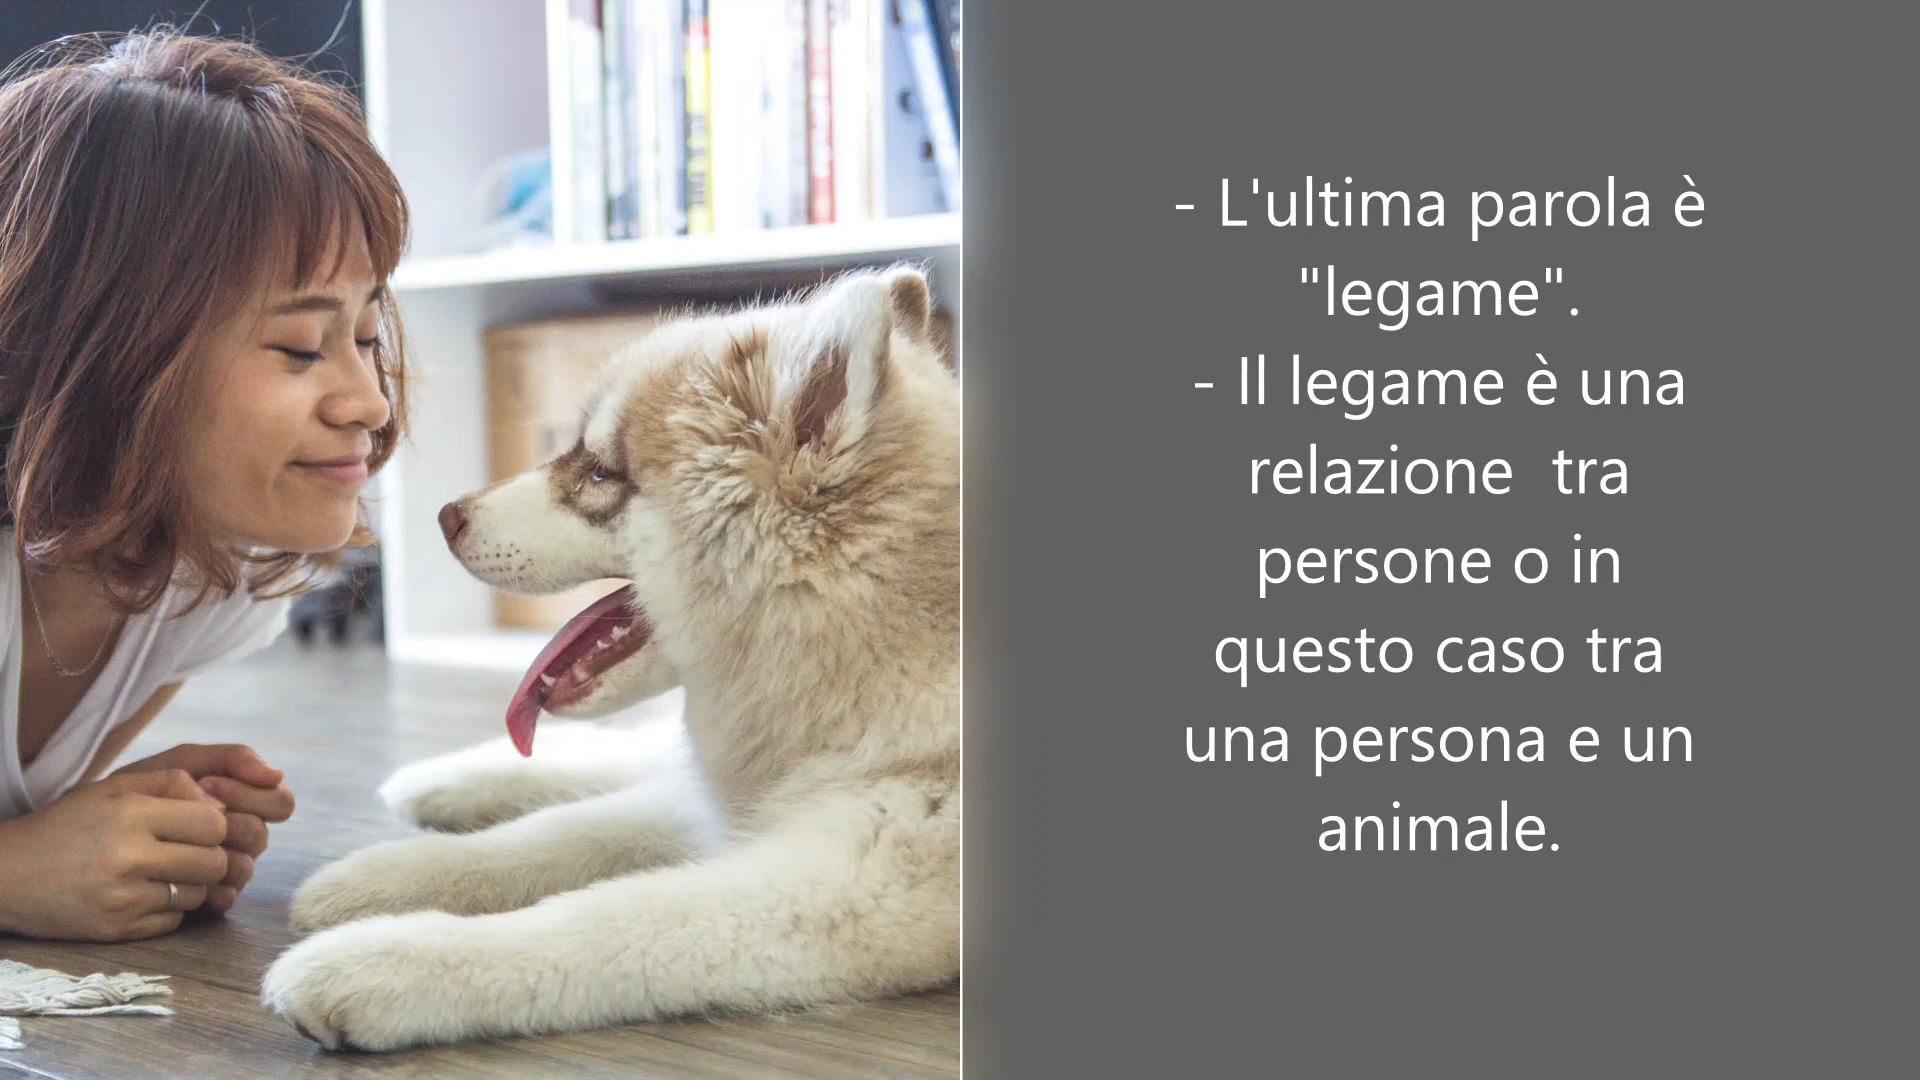 - L'ultima parola è
"legame".
- Il legame è una
relazione  tra
persone o in
questo caso tra
una persona e un
animale.